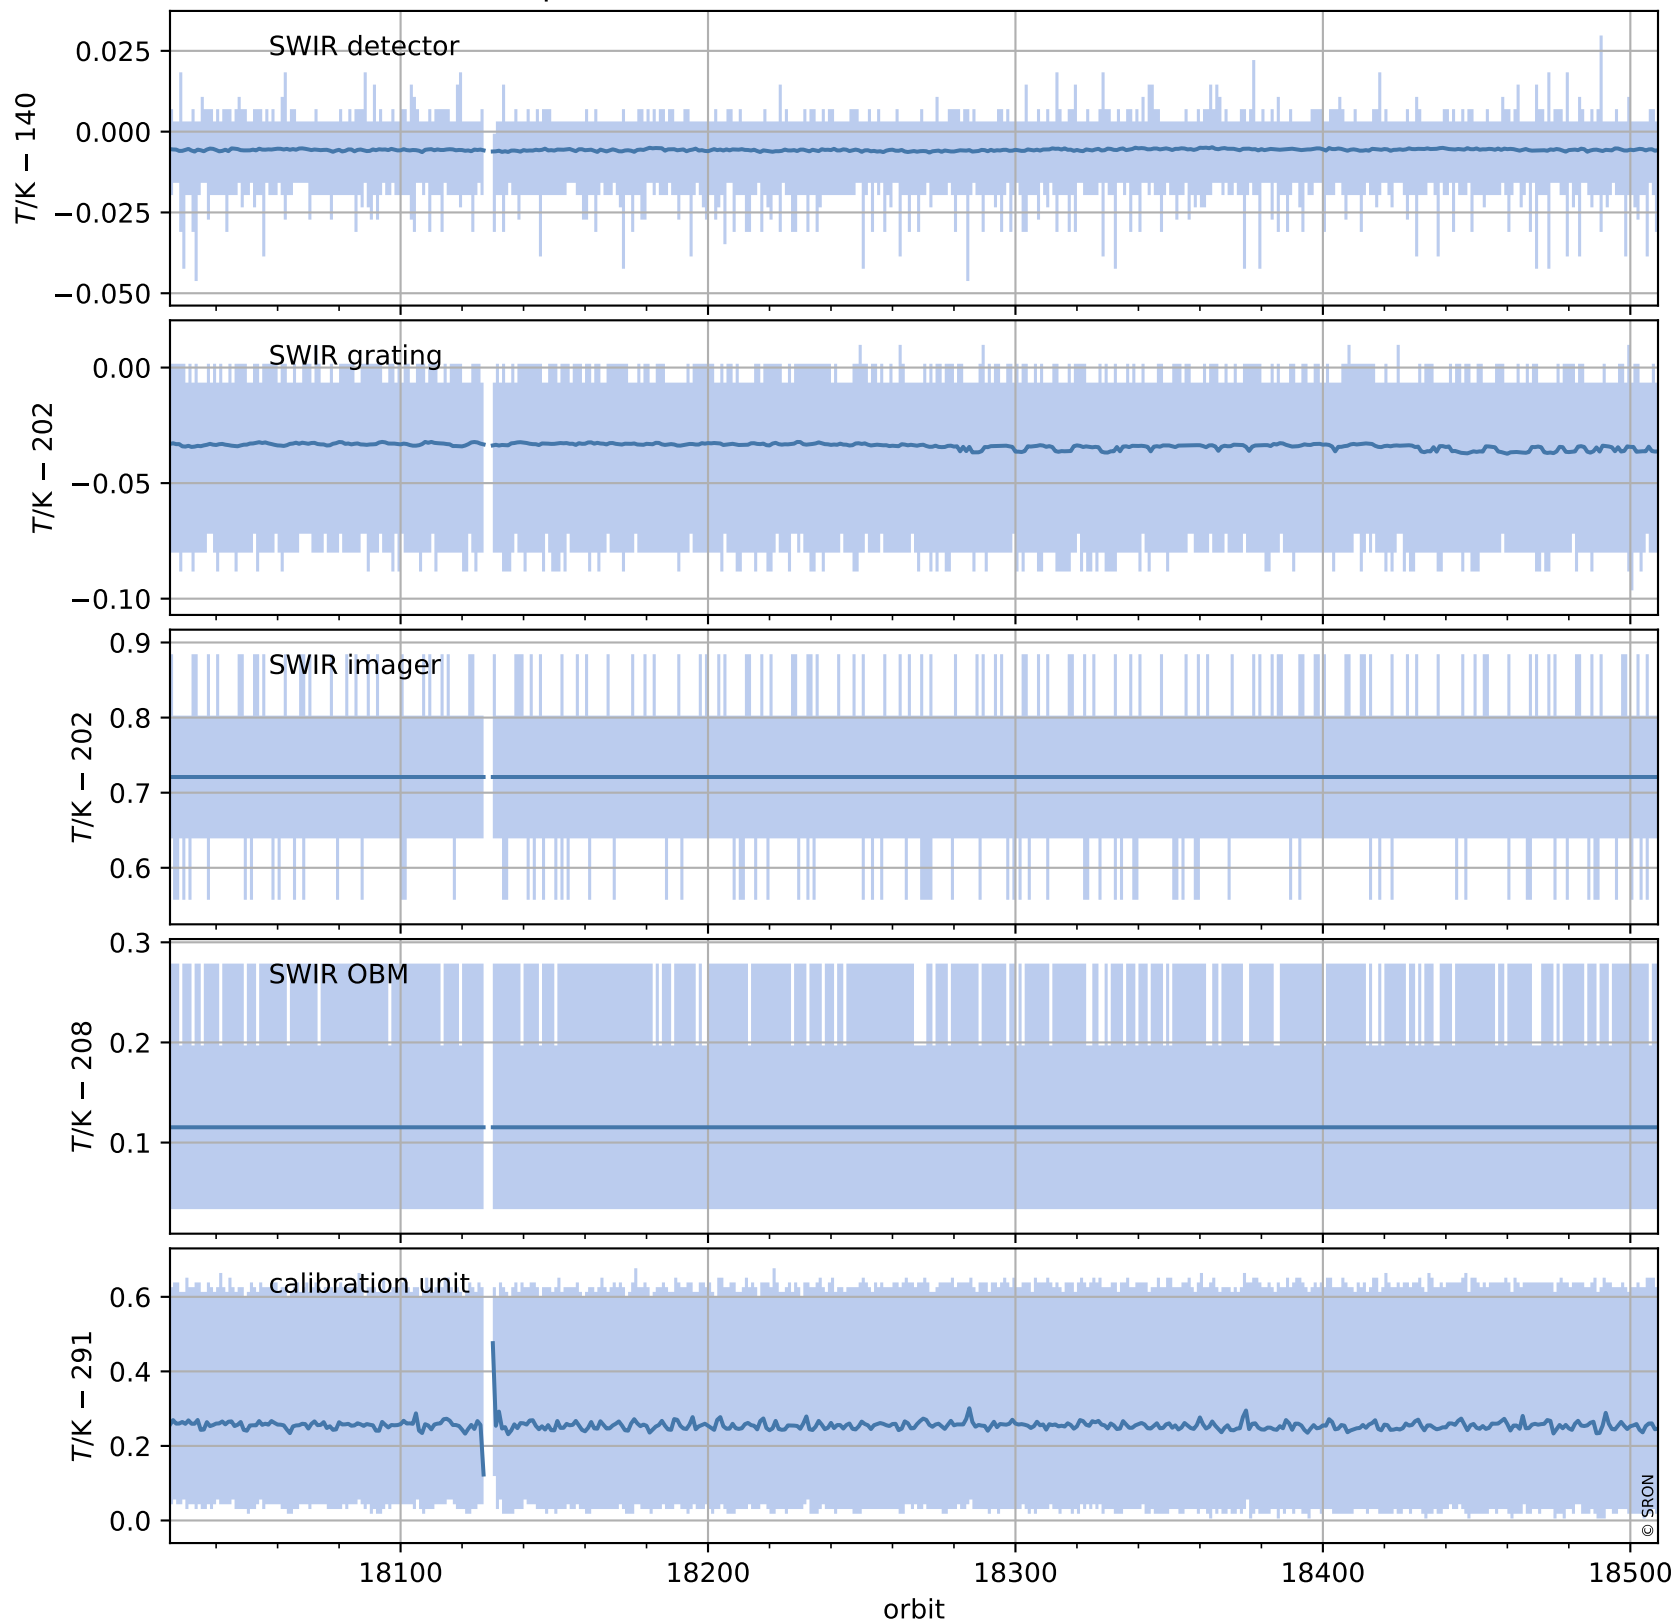 SWIR detector
T/K − 140
0.025
0.000
−0.025
−0.050
SWIR grating
T/K − 202
0.00
−0.05
−0.10
SWIR imager
T/K − 202
0.9
0.8
0.7
0.6
SWIR OBM
T/K − 208
0.3
0.2
0.1
calibration unit
T/K − 291
0.6
0.4
0.2
0.0
© SRON
18100 18200 18300 18400 18500
orbit